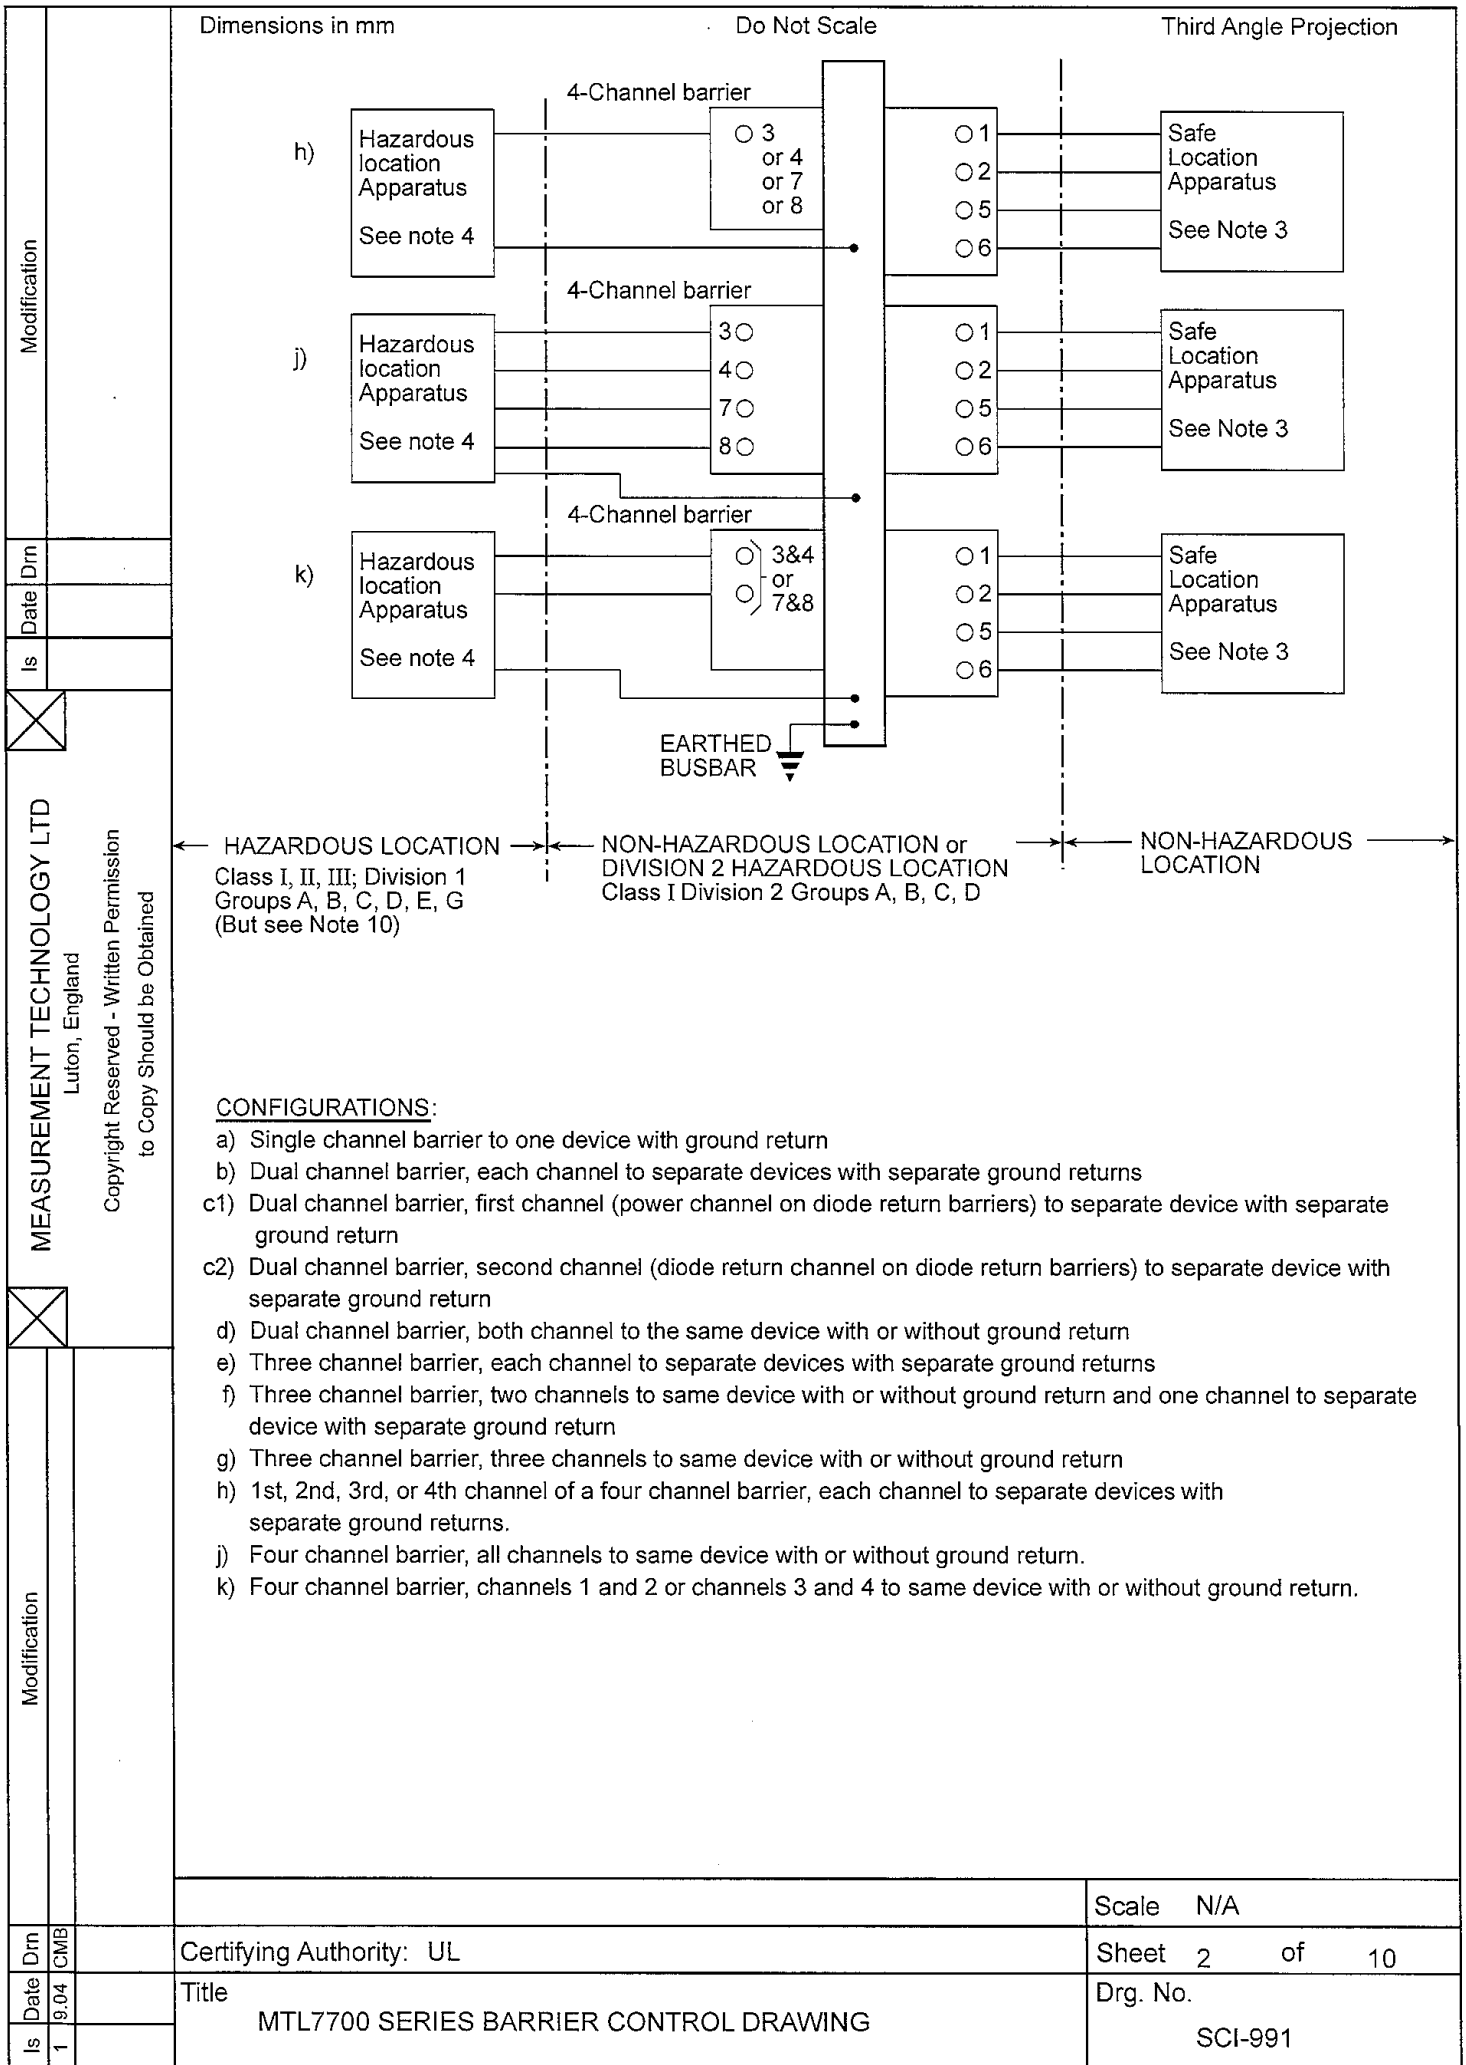 Dimensions in mm
Do Not Scale
Third Angle Projection
4-Channel barrier
h)
Hazardous
location
Apparatus
See note 4
3
or 4
or 7
or 8
1
2
5
6
Safe
Location
Apparatus
See Note 3
4-Channel barrier
j)
Hazardous
location
Apparatus
See note 4
3
4
7
8
1
2
5
6
Safe
Location
Apparatus
See Note 3
4-Channel barrier
k)
Hazardous
location
Apparatus
See note 4
3&4
or
7&8
1
2
5
6
Safe
Location
Apparatus
See Note 3
EARTHED
BUSBAR
HAZARDOUS LOCATION
Class I, II, III; Division 1
Groups A, B, C, D, E, G
(But see Note 10)
NON-HAZARDOUS LOCATION or
DIVISION 2 HAZARDOUS LOCATION
Class I Division 2 Groups A, B, C, D
NON-HAZARDOUS
LOCATION
CONFIGURATIONS:
a) Single channel barrier to one device with ground return
b) Dual channel barrier, each channel to separate devices with separate ground returns
c1) Dual channel barrier, first channel (power channel on diode return barriers) to separate device with separate
ground return
c2) Dual channel barrier, second channel (diode return channel on diode return barriers) to separate device with
separate ground return
d) Dual channel barrier, both channel to the same device with or without ground return
e) Three channel barrier, each channel to separate devices with separate ground returns
f) Three channel barrier, two channels to same device with or without ground return and one channel to separate
device with separate ground return
g) Three channel barrier, three channels to same device with or without ground return
h) 1st, 2nd, 3rd, or 4th channel of a four channel barrier, each channel to separate devices with
separate ground returns.
j) Four channel barrier, all channels to same device with or without ground return.
k) Four channel barrier, channels 1 and 2 or channels 3 and 4 to same device with or without ground return.
Modification
Drn
Date
Is
MEASUREMENT TECHNOLOGY LTD
Luton, England
Copyright Reserved - Written Permission
to Copy Should be Obtained
Modification
Drn CMB
Date 9.04
Is 1
Scale N/A
Certifying Authority: UL
Sheet 2 of 10
Title
MTL7700 SERIES BARRIER CONTROL DRAWING
Drg. No.
SCI-991